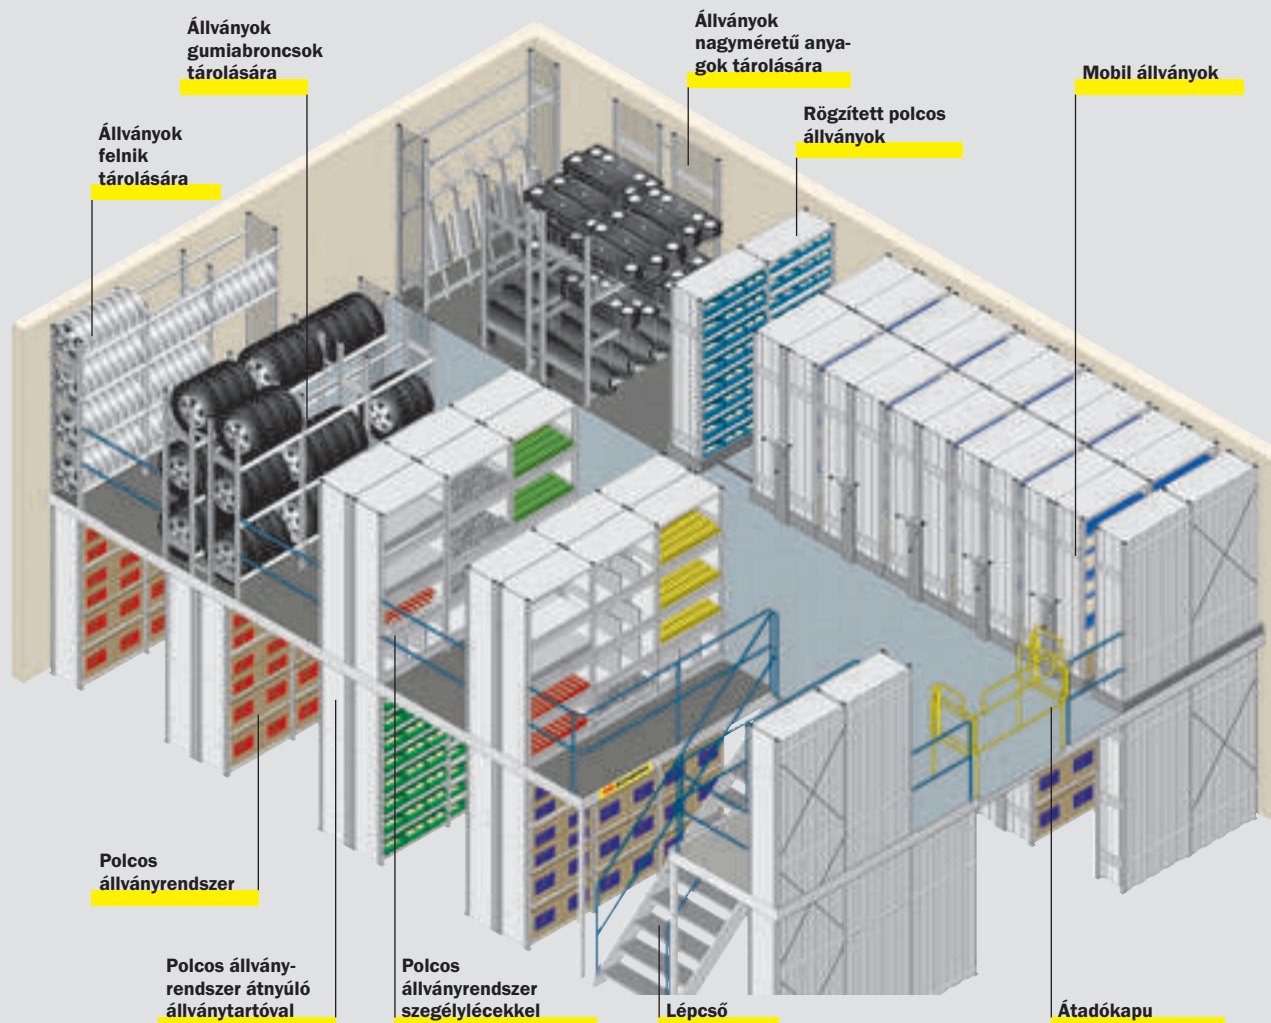 Állványok
gumiabroncsok
tárolására
Állványok
nagyméretű anya-
gok tárolására
Mobil állványok
Rögzített polcos
állványok
Állványok
felnik
tárolására
Polcos
állványrendszer
Polcos állvány-
rendszer átnyúló
állványtartóval
Polcos
állványrendszer
szegélylécekkel
Lépcső
Átadókapu